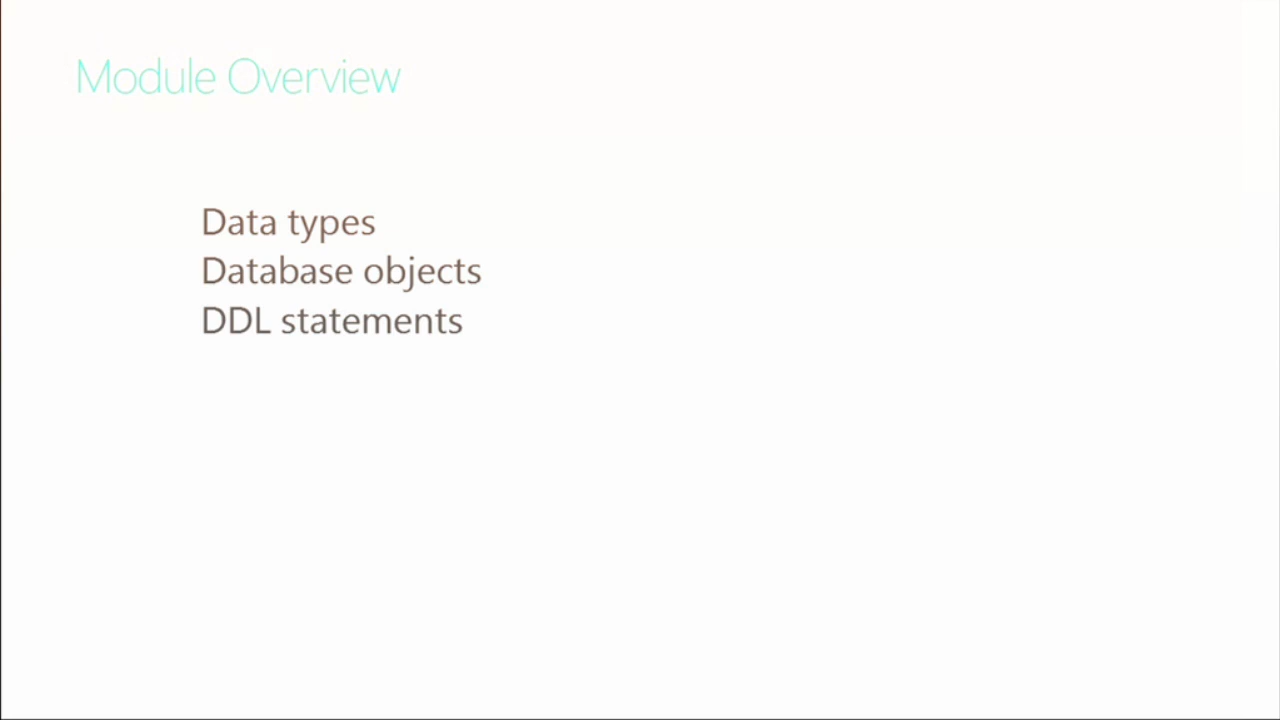 Module Overview
Data types
Database objects
DDL statements